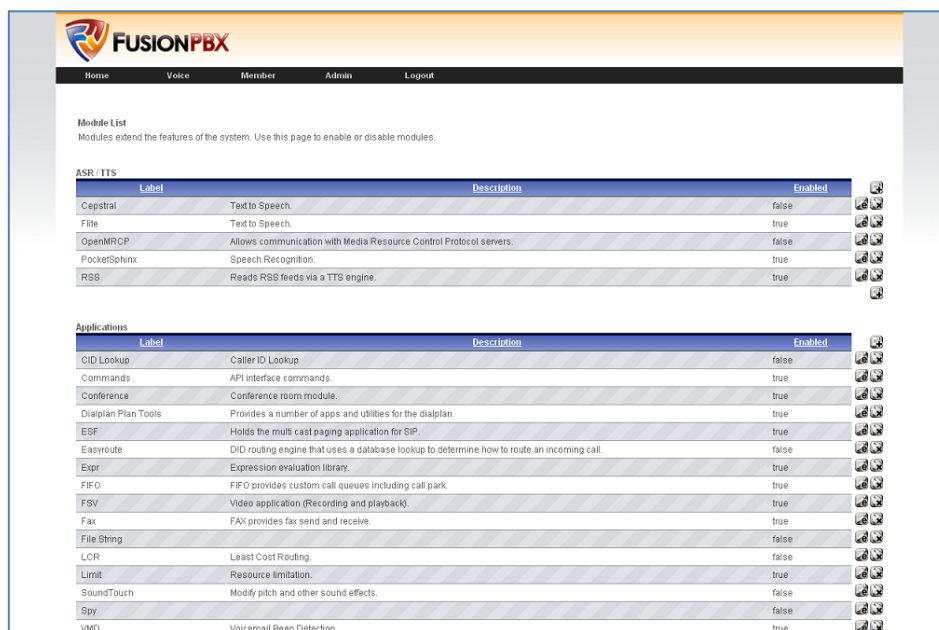 FUSIONPBX
Home Voice Member Admin Logout
Module List
Modules extend the features of the system. Use this page to enable or disable modules.
ASR / TTS
Label Description Enabled
Cepstral Text to Speech. false
Flite Text to Speech. true
OpenMRCP Allows communication with Media Resource Control Protocol servers. false
PocketSphinx Speech Recognition. true
RSS Reads RSS feeds via a TTS engine. true
Applications
Label Description Enabled
CID Lookup Caller ID Lookup false
Commands API interface commands. true
Conference Conference room module. true
Dialplan Plan Tools Provides a number of apps and utilities for the dialplan. true
ESF Holds the multi cast paging application for SIP. true
Easyroute DID routing engine that uses a database lookup to determine how to route an incoming call. false
Expr Expression evaluation library. true
FIFO FIFO provides custom call queues including call park. true
FSV Video application (Recording and playback). true
Fax FAX provides fax send and receive. true
File String false
LCR Least Cost Routing. false
Limit Resource limitation. true
SoundTouch Modify pitch and other sound effects. false
Spy false
VMD Voicemail Beep Detection. true